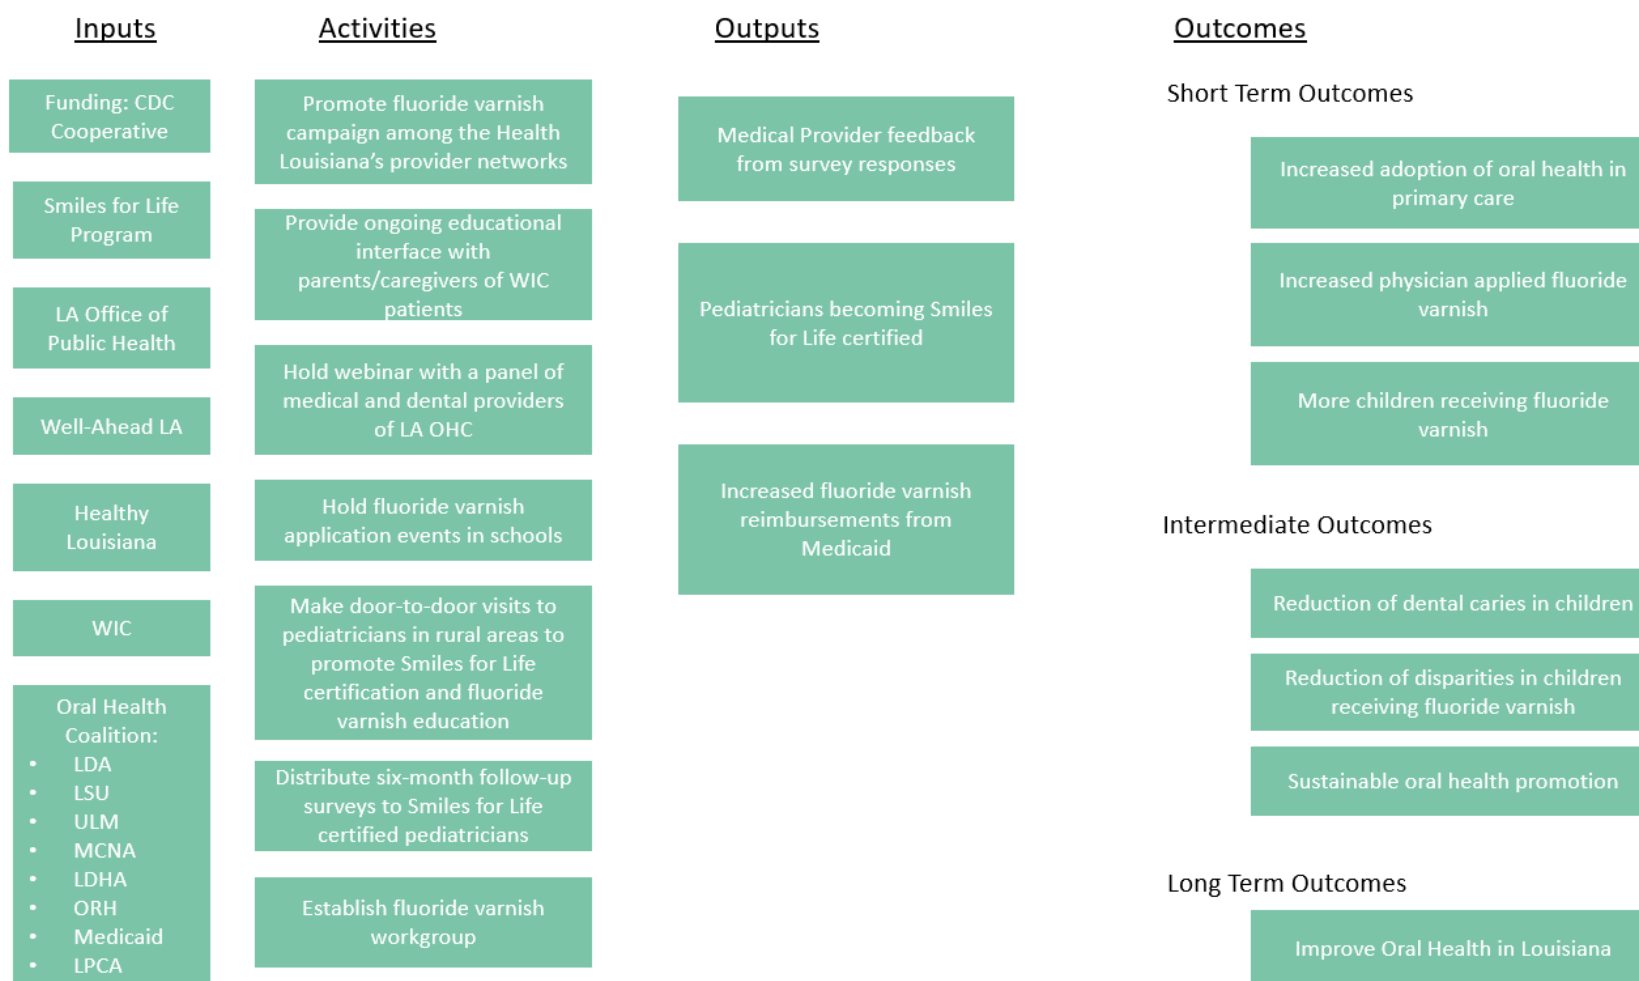 Inputs
Funding: CDC
Cooperative
Smiles for Life
Program
LA Office of
Public Health
Well-Ahead LA
Healthy
Louisiana
WIC
Oral Health
Coalition:
• LDA
• LSU
• ULM
• MCNA
• LDHA
• ORH
• Medicaid
• LPCA
Activities
Promote fluoride varnish
campaign among the Health
Louisiana’s provider networks
Provide ongoing educational
interface with
parents/caregivers of WIC
patients
Hold webinar with a panel of
medical and dental providers
of LA OHC
Hold fluoride varnish
application events in schools
Make door-to-door visits to
pediatricians in rural areas to
promote Smiles for Life
certification and fluoride
varnish education
Distribute six-month follow-up
surveys to Smiles for Life
certified pediatricians
Establish fluoride varnish
workgroup
Outputs
Medical Provider feedback
from survey responses
Pediatricians becoming Smiles
for Life certified
Increased fluoride varnish
reimbursements from
Medicaid
Outcomes
Short Term Outcomes
Increased adoption of oral health in
primary care
Increased physician applied fluoride
varnish
More children receiving fluoride
varnish
Intermediate Outcomes
Reduction of dental caries in children
Reduction of disparities in children
receiving fluoride varnish
Sustainable oral health promotion
Long Term Outcomes
Improve Oral Health in Louisiana